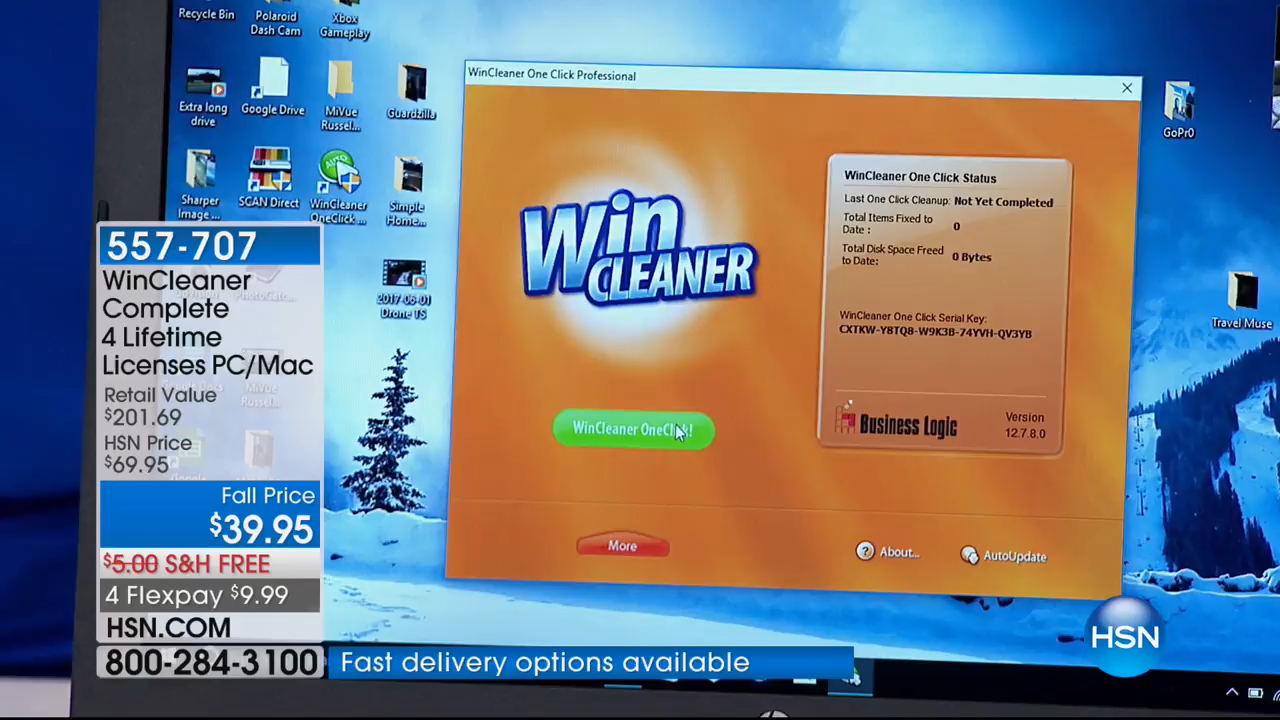 Recycle Bin
Polaroid
Dash Cam
Xbox
Gameplay
Extra long
drive
Google Drive
MiVue
Russel...
Guardzilla
Sharper
Image ...
SCAN Direct
WinCleaner
OneClick ...
Simple
Home...
2017-06-01
Drone TS
MiVue
Russel...
GoPr0
Travel Muse
WinCleaner One Click Professional
Win
CLEANER
WinCleaner OneClick!
More
WinCleaner One Click Status
Last One Click Cleanup: Not Yet Completed
Total Items Fixed to
Date : 0
Total Disk Space Freed
to Date: 0 Bytes
WinCleaner One Click Serial Key:
CXTKW-Y8TQ8-W9K3B-74YVH-QV3YB
Business Logic
Version
12.7.8.0
? About...
AutoUpdate
557-707
WinCleaner
Complete
4 Lifetime
Licenses PC/Mac
Retail Value
$201.69
HSN Price
$69.95
Fall Price
$39.95
$5.00 S&H FREE
4 Flexpay $9.99
HSN.COM
800-284-3100
Fast delivery options available
HSN